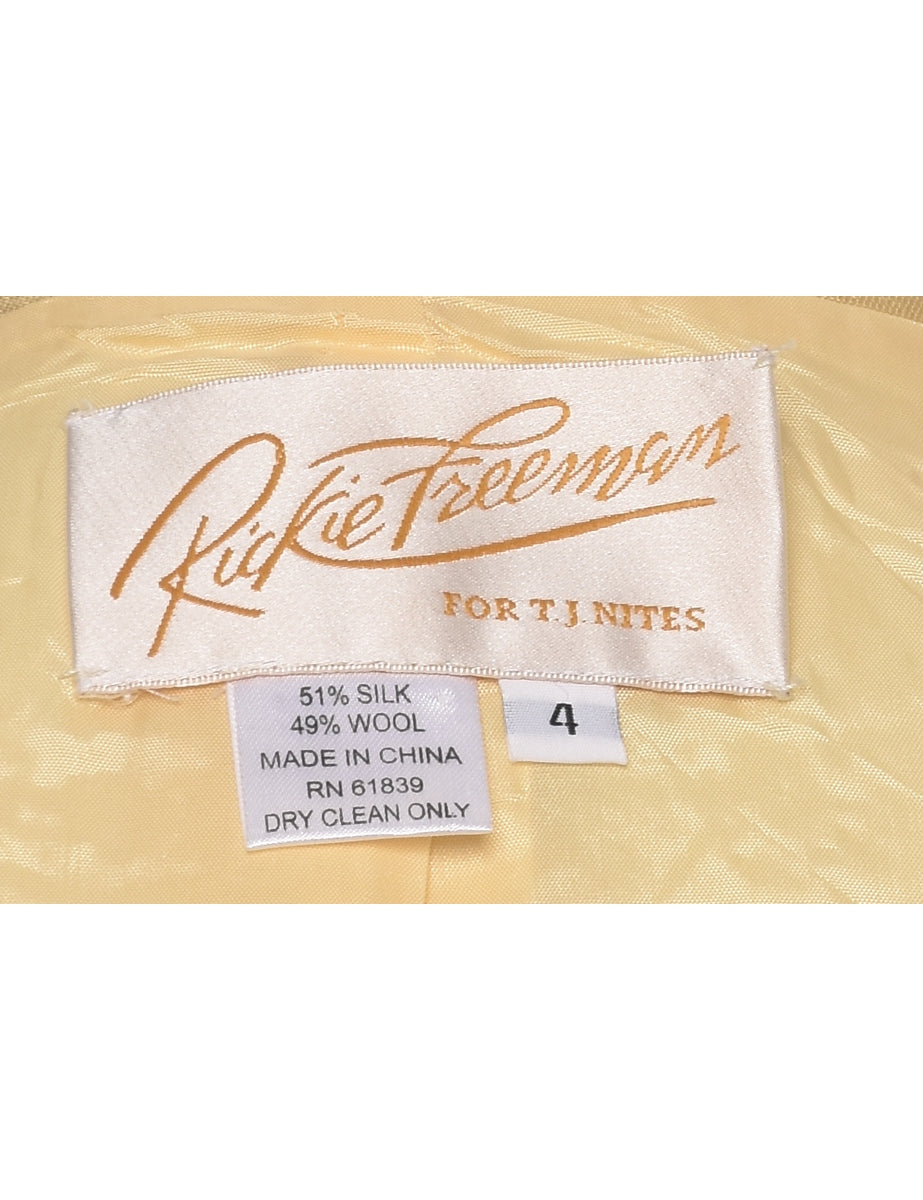 Rickie Freeman
FOR T.J. NITES
51% SILK
49% WOOL
MADE IN CHINA
RN 61839
DRY CLEAN ONLY
4